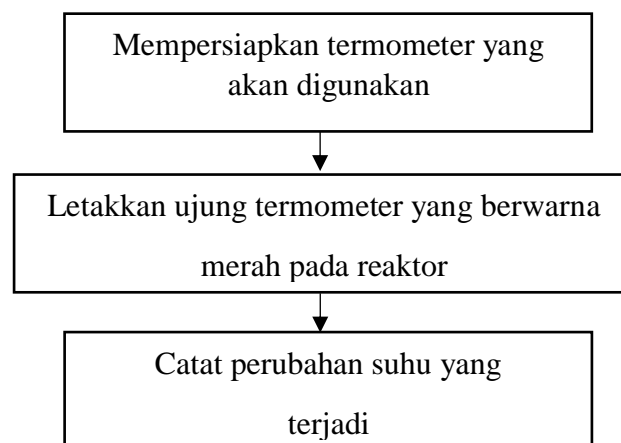 Mempersiapkan termometer yang
akan digunakan
Letakkan ujung termometer yang berwarna
merah pada reaktor
Catat perubahan suhu yang
terjadi